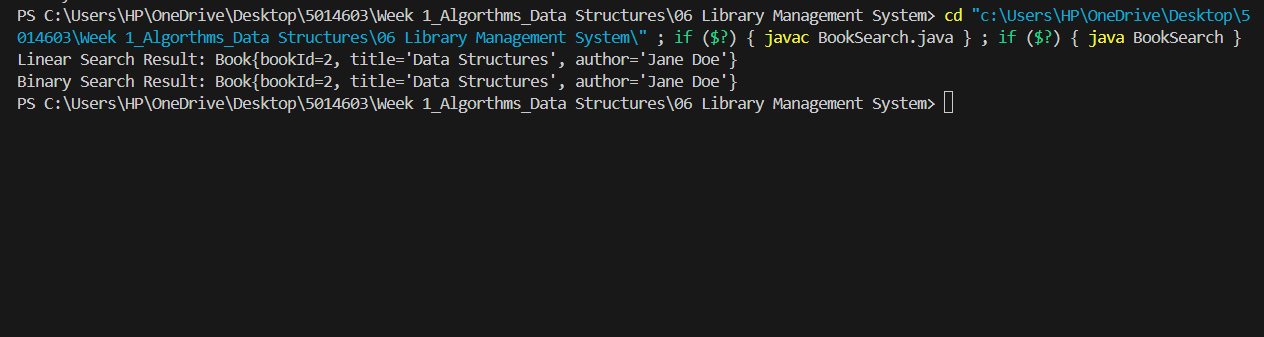 PS C:\Users\HP\OneDrive\Desktop\5014603\Week 1_Algorthms_Data Structures\06 Library Management System> cd "c:\Users\HP\OneDrive\Desktop\5
014603\Week 1_Algorthms_Data Structures\06 Library Management System\" ; if ($?) { javac BookSearch.java } ; if ($?) { java BookSearch }
Linear Search Result: Book{bookId=2, title='Data Structures', author='Jane Doe'}
Binary Search Result: Book{bookId=2, title='Data Structures', author='Jane Doe'}
PS C:\Users\HP\OneDrive\Desktop\5014603\Week 1_Algorthms_Data Structures\06 Library Management System>